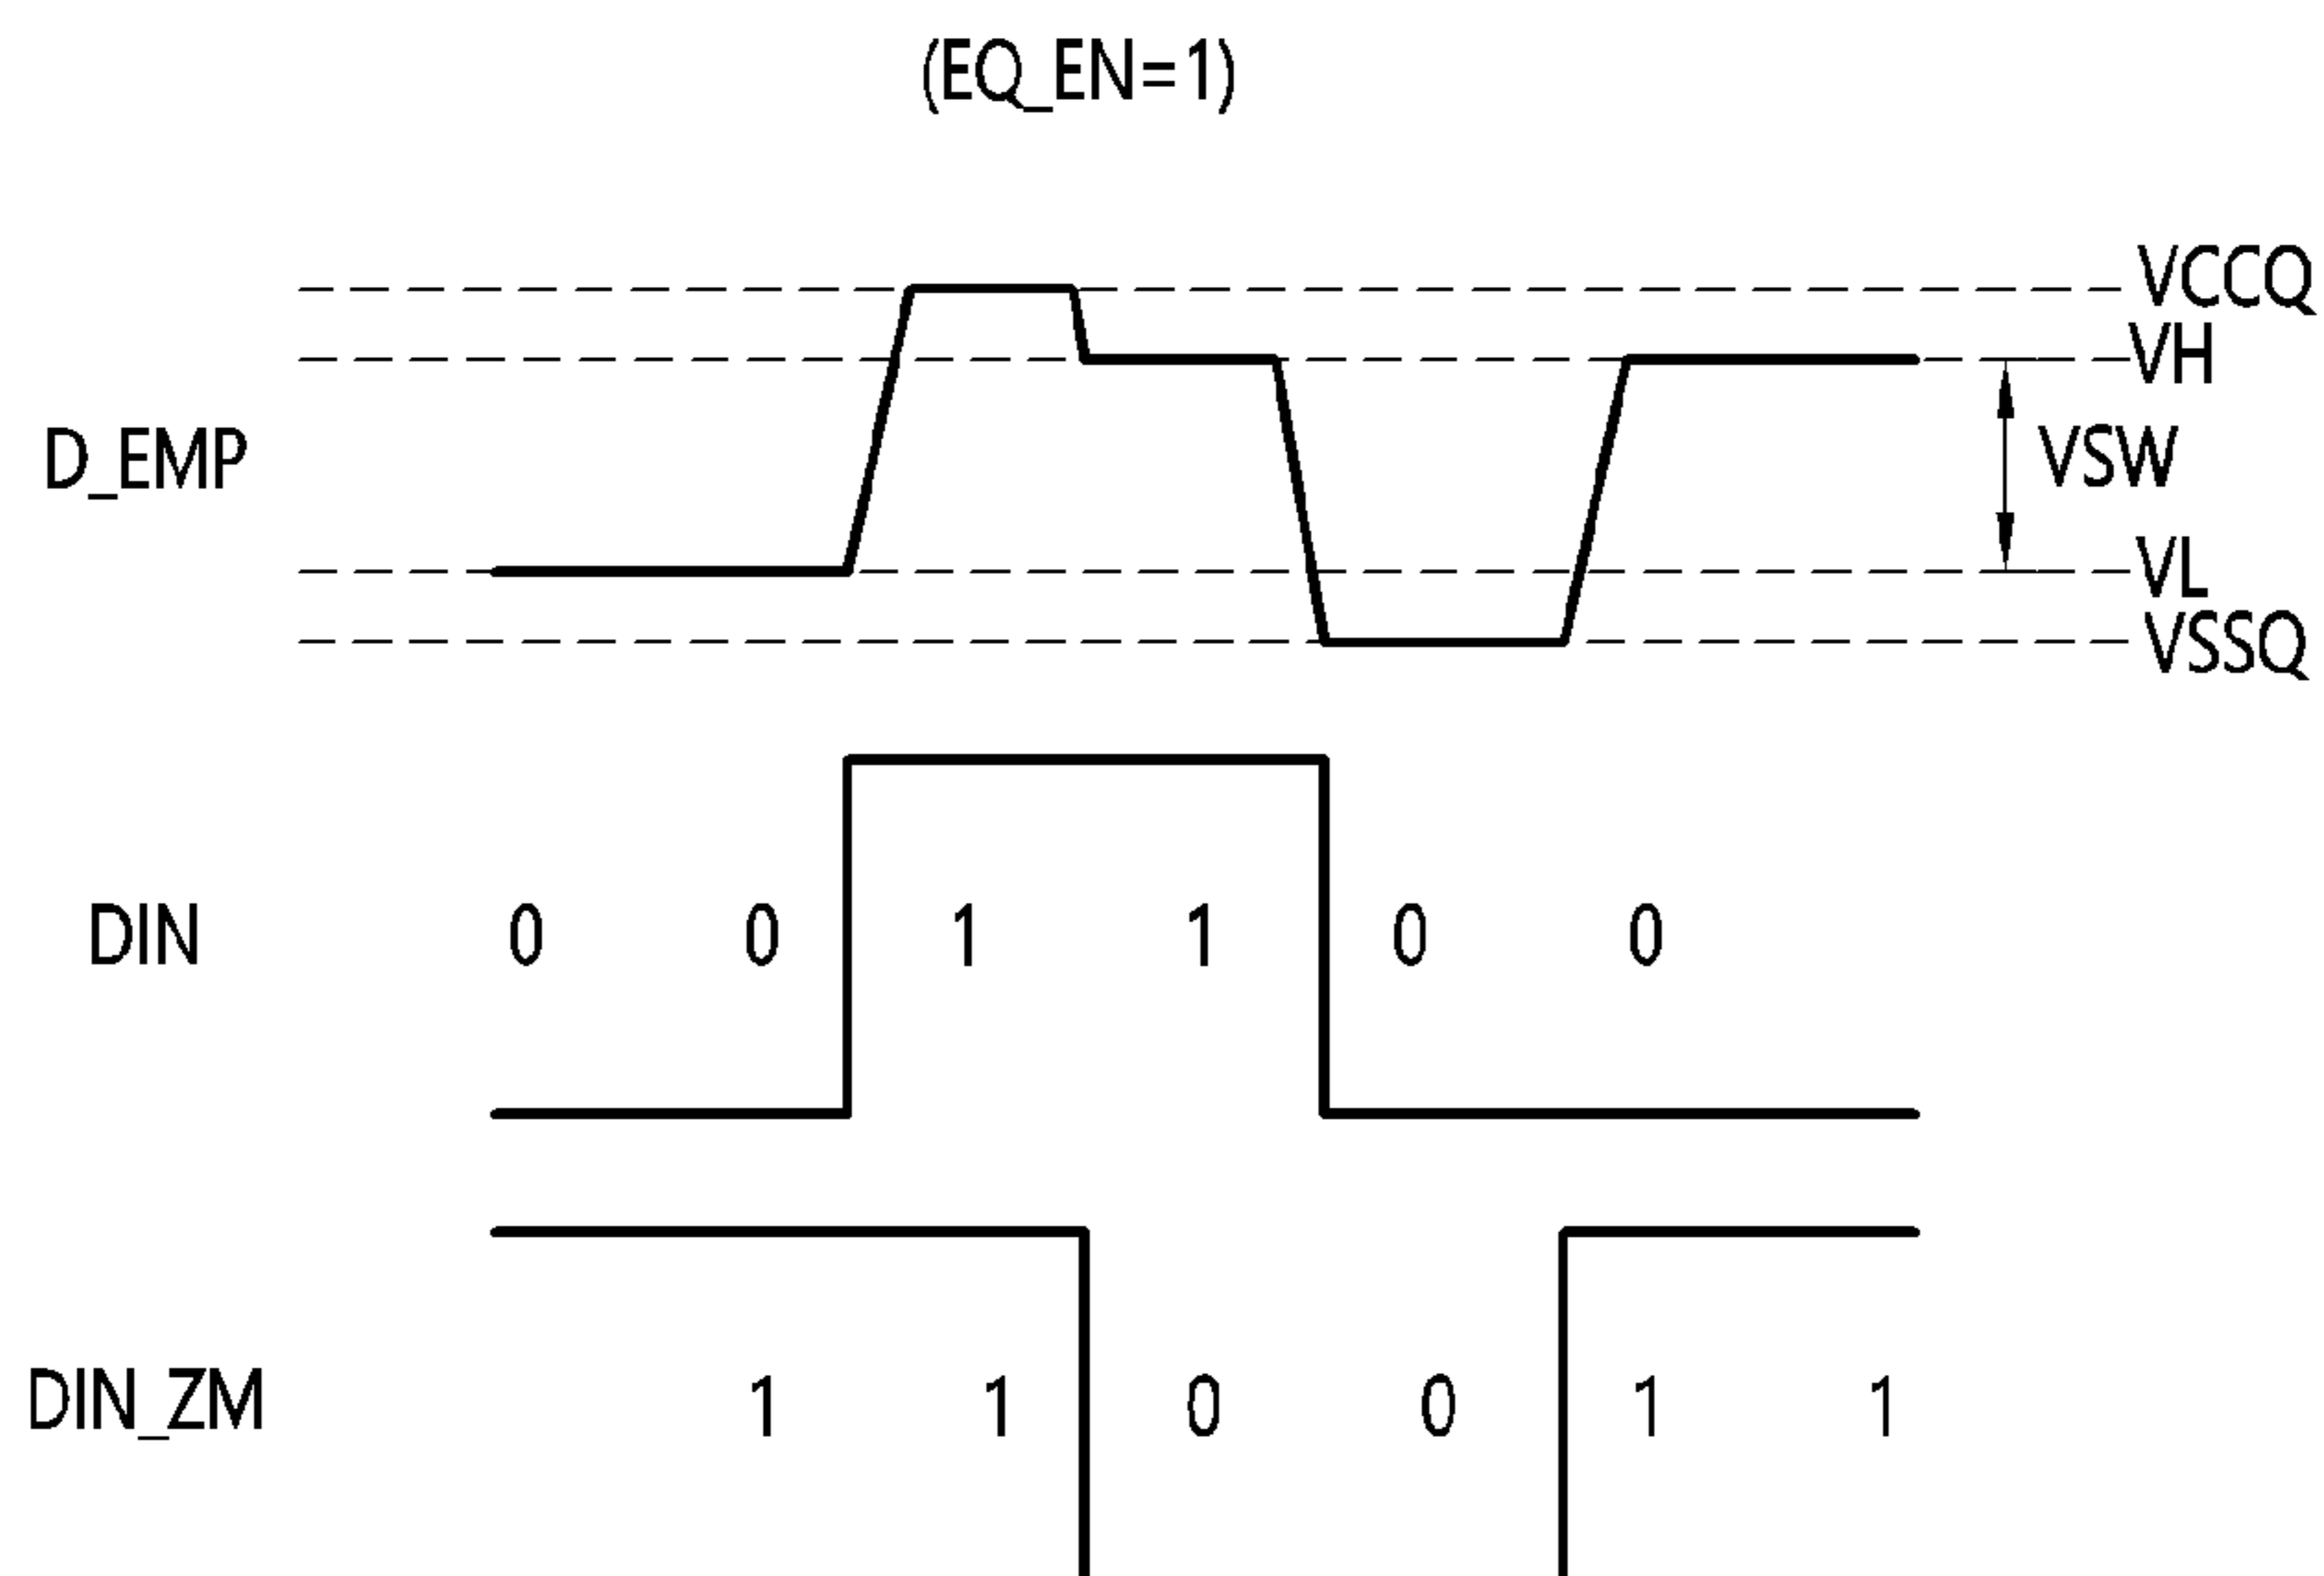 (EQ_EN=1)
VCCQ
VH
D_EMP
VSW
VL
VSSQ
DIN 0 0 1 1 0 0
DIN_ZM 1 1 0 0 1 1